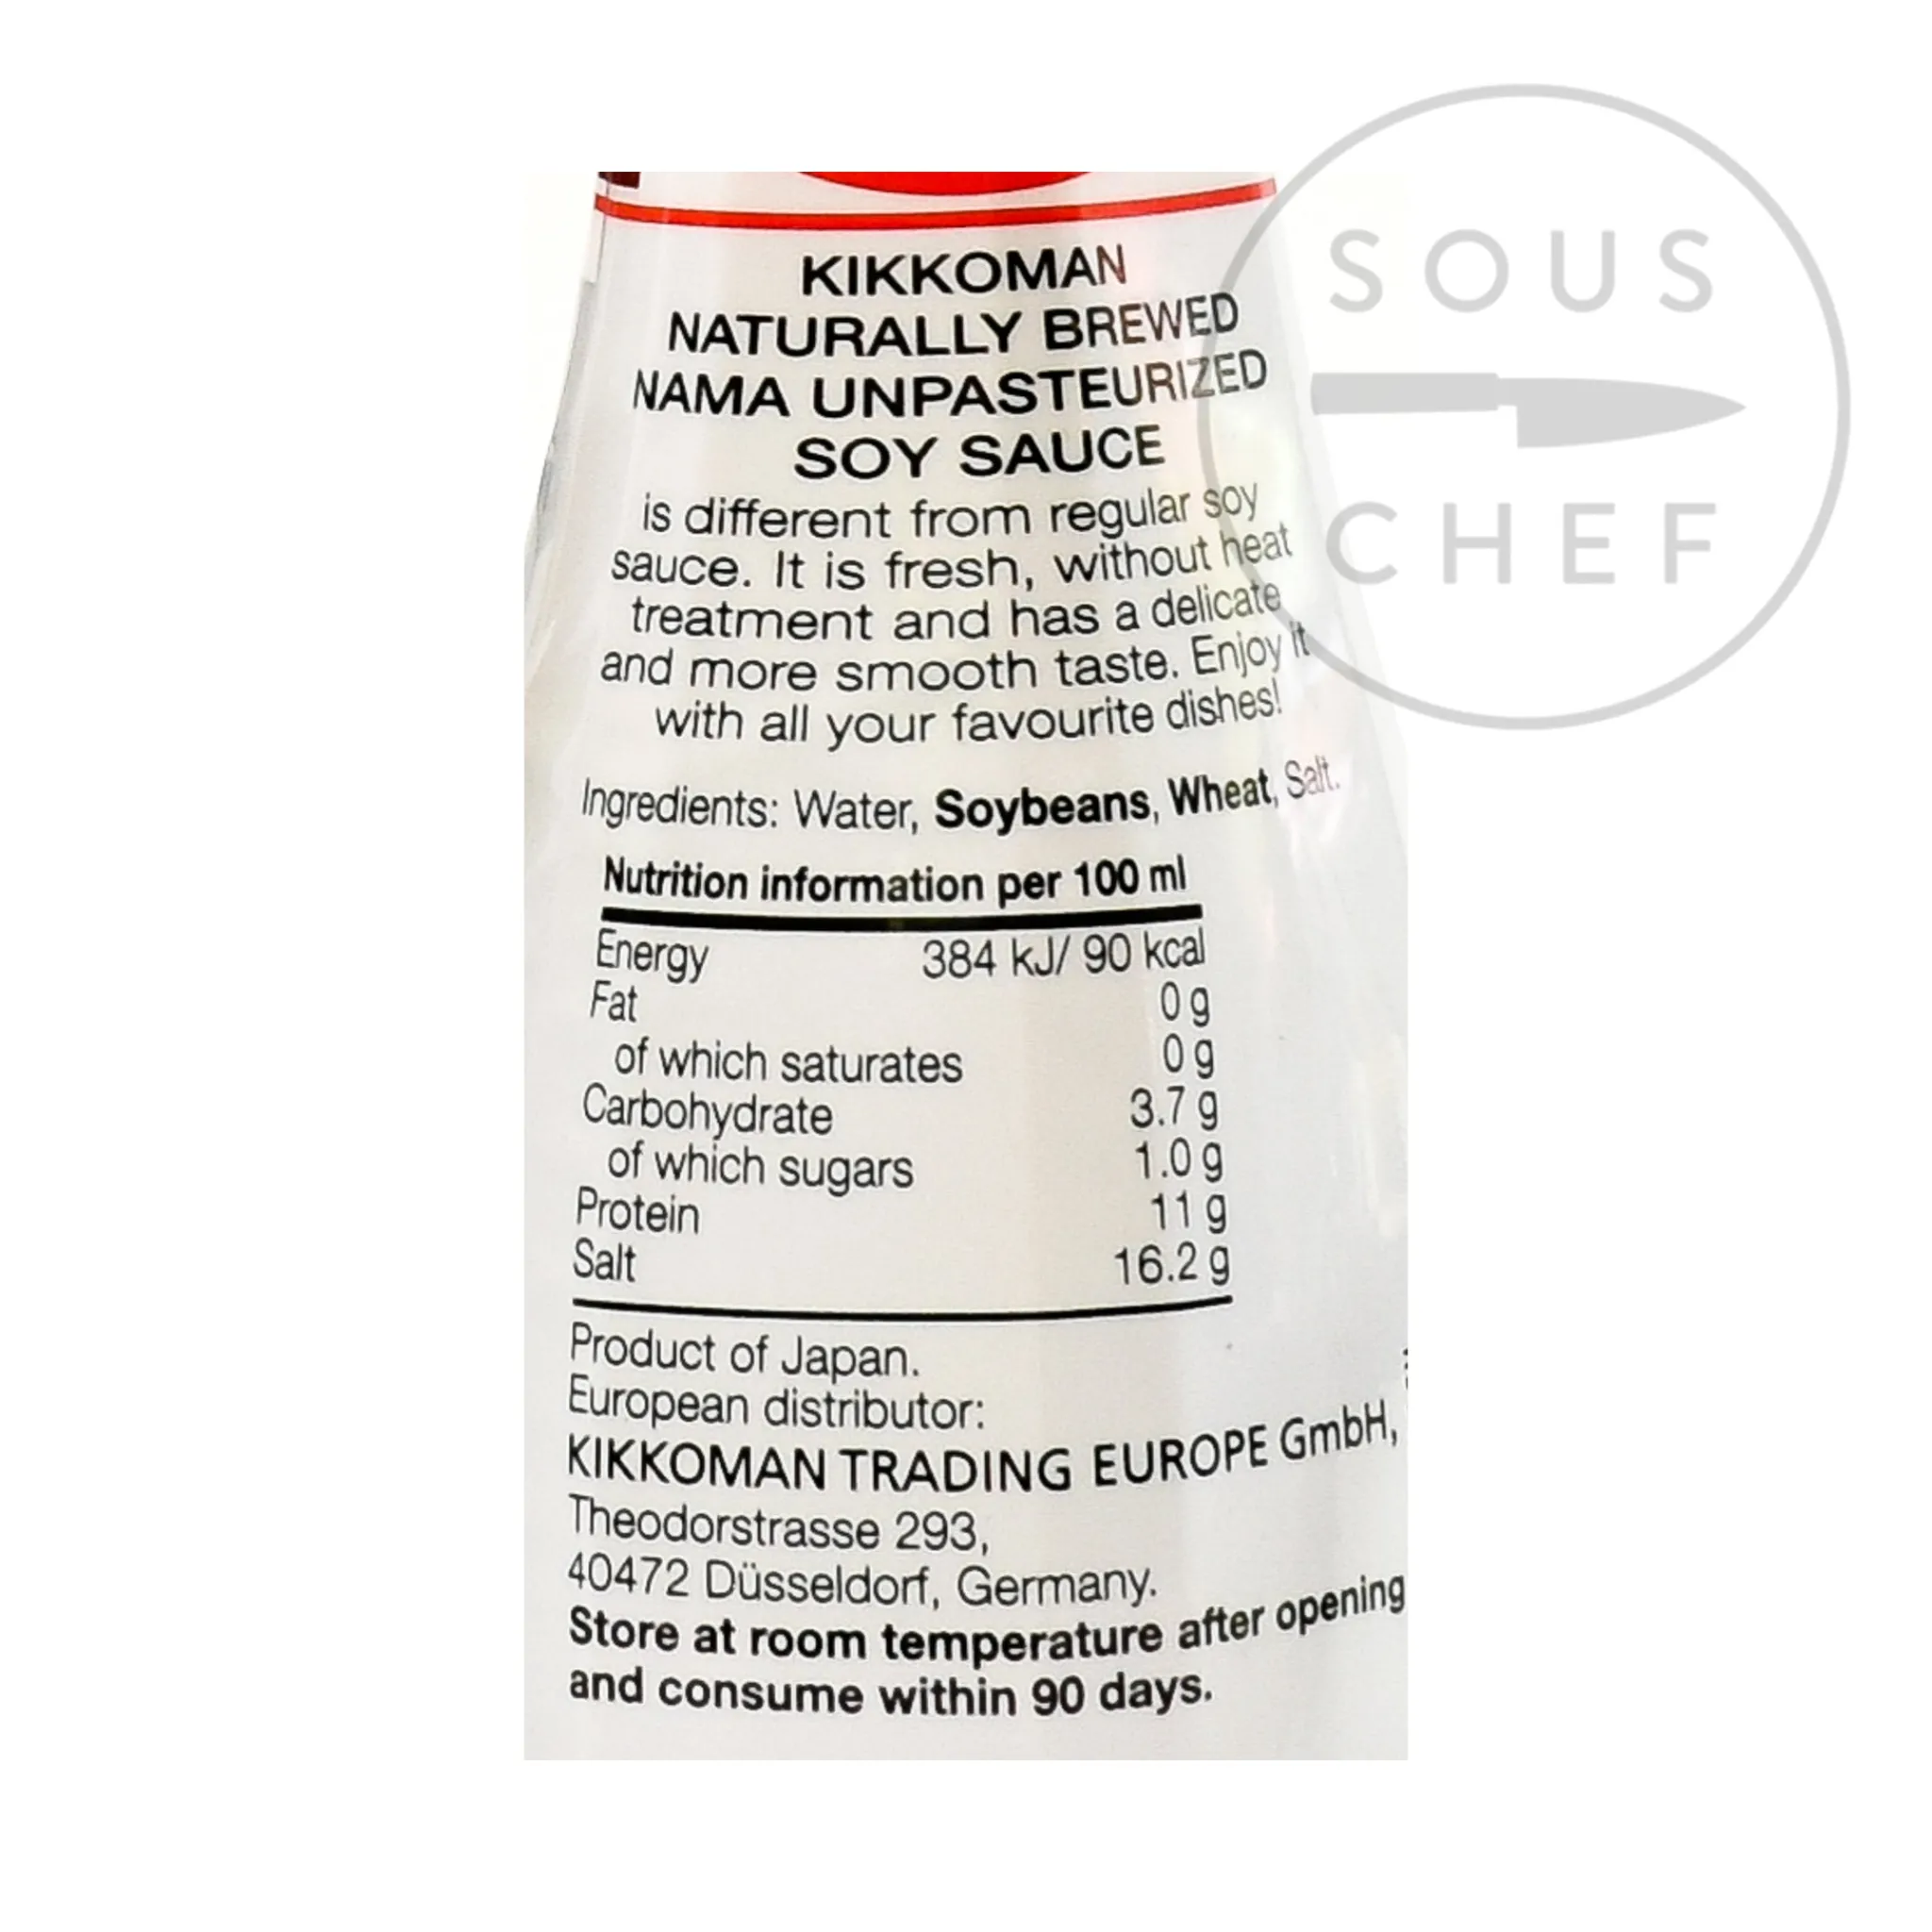 SOUS
CHEF
KIKKOMAN
NATURALLY BREWED
NAMA UNPASTEURIZED
SOY SAUCE
is different from regular soy
sauce. It is fresh, without heat
treatment and has a delicate
and more smooth taste. Enjoy it
with all your favourite dishes!
Ingredients: Water, Soybeans, Wheat, Salt.
Nutrition information per 100 ml
Energy 384 kJ/ 90 kcal
Fat 0 g
of which saturates 0 g
Carbohydrate 3.7 g
of which sugars 1.0 g
Protein 11 g
Salt 16.2 g
Product of Japan.
European distributor:
KIKKOMAN TRADING EUROPE GmbH,
Theodorstrasse 293,
40472 Düsseldorf, Germany.
Store at room temperature after opening
and consume within 90 days.